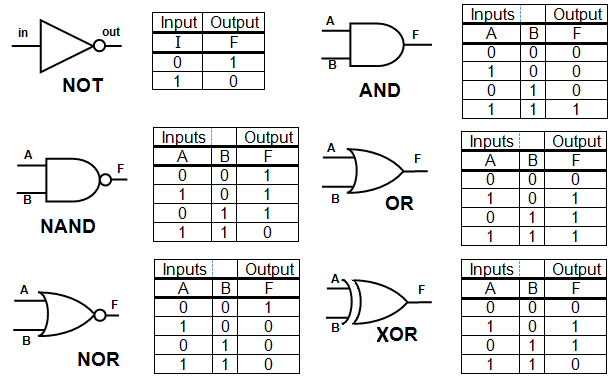 in out
NOT
Input Output
I F
0 1
1 0
A
B
F
AND
Inputs Output
A B F
0 0 0
1 0 0
0 1 0
1 1 1
A
B
F
NAND
Inputs Output
A B F
0 0 1
1 0 1
0 1 1
1 1 0
A
B
F
OR
Inputs Output
A B F
0 0 0
1 0 1
0 1 1
1 1 1
A
B
F
NOR
Inputs Output
A B F
0 0 1
1 0 0
0 1 0
1 1 0
A
B
F
XOR
Inputs Output
A B F
0 0 0
1 0 1
0 1 1
1 1 0